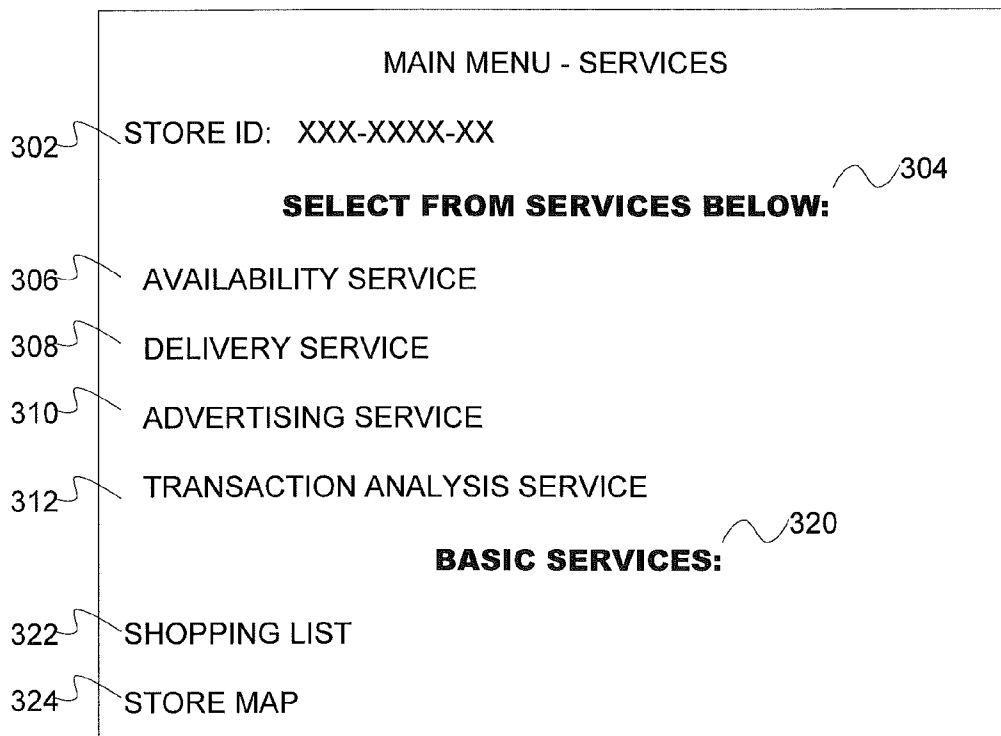 MAIN MENU - SERVICES
302 STORE ID: XXX-XXXX-XX
304
SELECT FROM SERVICES BELOW:
306 AVAILABILITY SERVICE
308 DELIVERY SERVICE
310 ADVERTISING SERVICE
312 TRANSACTION ANALYSIS SERVICE
320
BASIC SERVICES:
322 SHOPPING LIST
324 STORE MAP